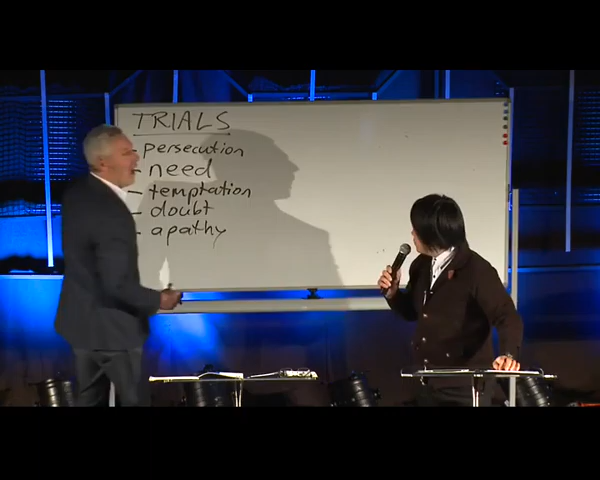 TRIALS
- persecution
- need
- temptation
- doubt
- apathy